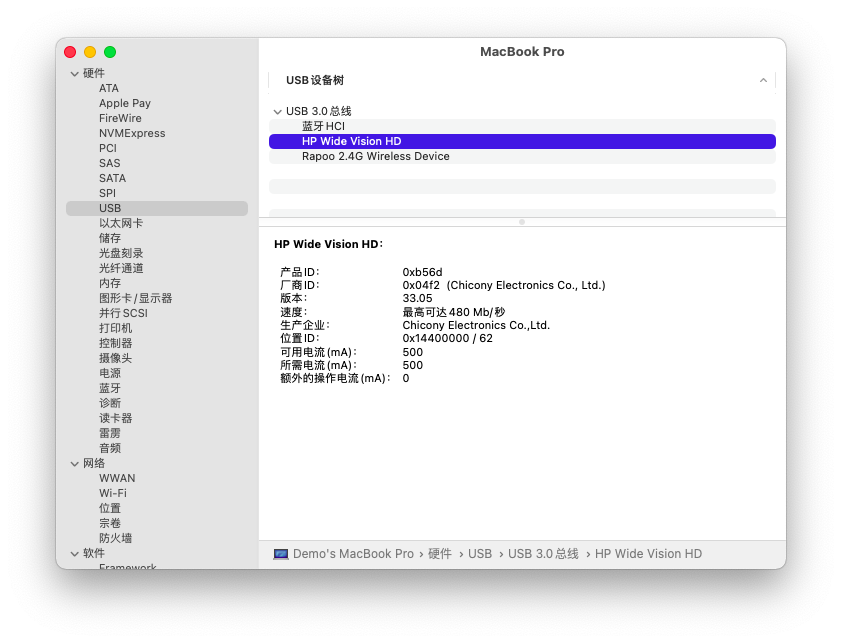 MacBook Pro
硬件
ATA
Apple Pay
FireWire
NVMExpress
PCI
SAS
SATA
SPI
USB
以太网卡
储存
光盘刻录
光纤通道
内存
图形卡/显示器
并行SCSI
打印机
控制器
摄像头
电源
蓝牙
诊断
读卡器
雷雳
音频
网络
WWAN
Wi-Fi
位置
宗卷
防火墙
软件
Framework
USB设备树
USB 3.0总线
蓝牙HCI
HP Wide Vision HD
Rapoo 2.4G Wireless Device
HP Wide Vision HD：
产品ID： 0xb56d
厂商ID： 0x04f2 (Chicony Electronics Co., Ltd.)
版本： 33.05
速度： 最高可达480 Mb/秒
生产企业： Chicony Electronics Co.,Ltd.
位置ID： 0x14400000 / 62
可用电流(mA)： 500
所需电流(mA)： 500
额外的操作电流(mA)： 0
Demo's MacBook Pro › 硬件 › USB › USB 3.0总线 › HP Wide Vision HD